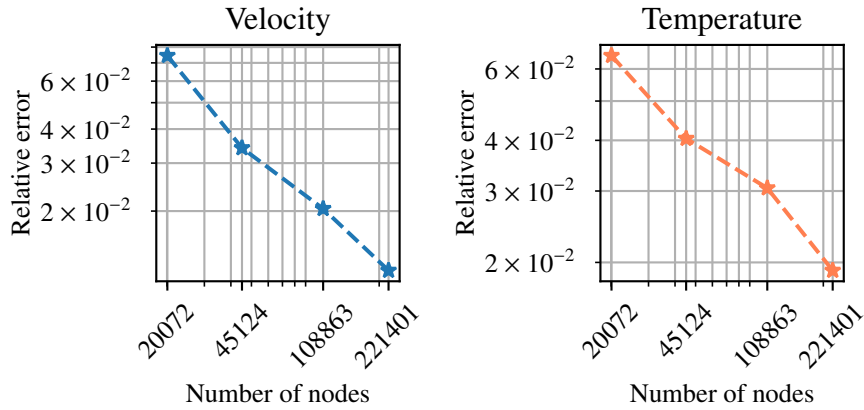 Velocity
Relative error
6 × 10⁻²
4 × 10⁻²
3 × 10⁻²
2 × 10⁻²
20072
45124
108863
221401
Number of nodes
Temperature
Relative error
6 × 10⁻²
4 × 10⁻²
3 × 10⁻²
2 × 10⁻²
20072
45124
108863
221401
Number of nodes